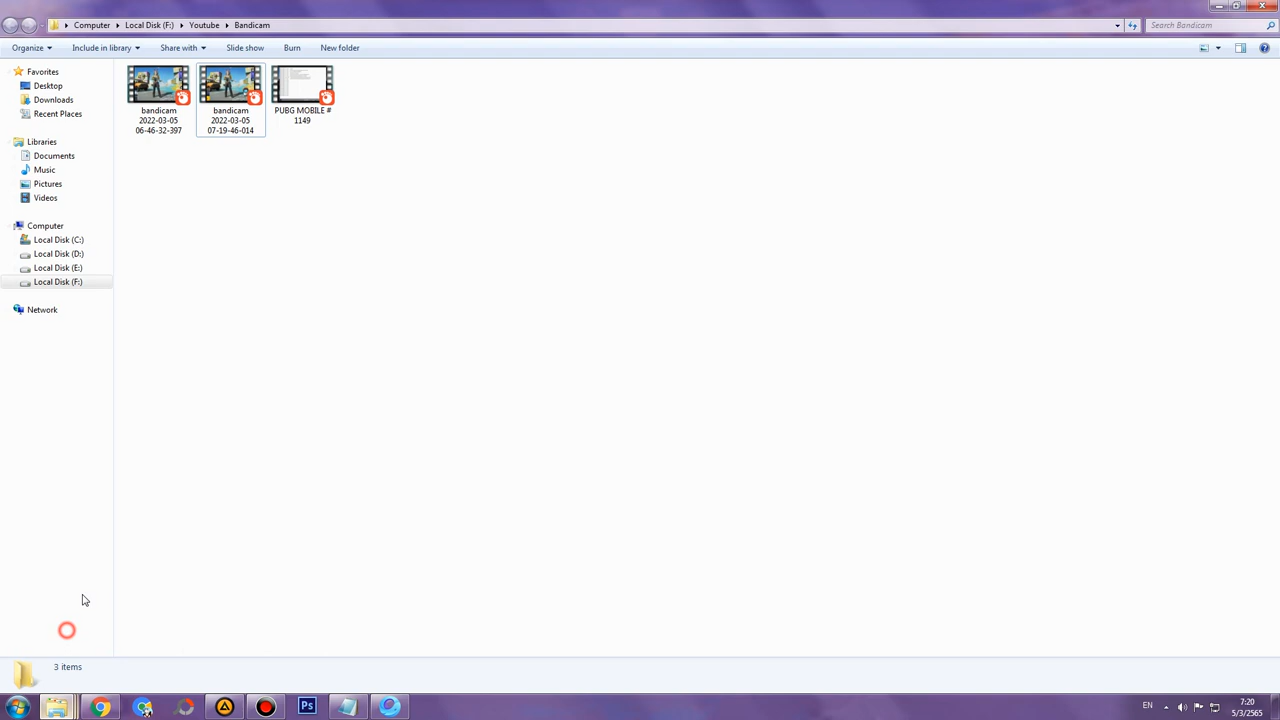 Computer ▸ Local Disk (F:) ▸ Youtube ▸ Bandicam
Search Bandicam
Organize Include in library Share with Slide show Burn New folder
Favorites
Desktop
Downloads
Recent Places
Libraries
Documents
Music
Pictures
Videos
Computer
Local Disk (C:)
Local Disk (D:)
Local Disk (E:)
Local Disk (F:)
Network
bandicam
2022-03-05
06-46-32-397
bandicam
2022-03-05
07-19-46-014
PUBG MOBILE #
1149
3 items
Ps
EN
7:20
5/3/2565